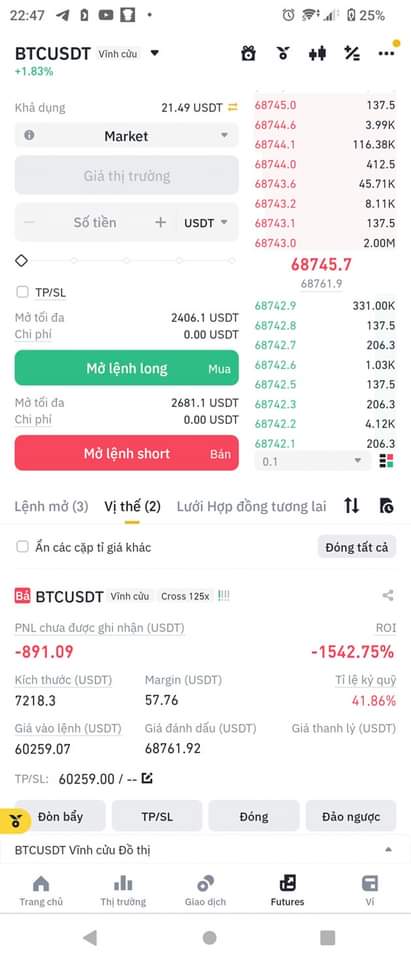 22:47
25%
BTCUSDT Vĩnh cửu
+1.83%
Khả dụng 21.49 USDT
Market
Giá thị trường
Số tiền + USDT
TP/SL
Mở tối đa 2406.1 USDT
Chi phí 0.00 USDT
Mở lệnh long Mua
Mở tối đa 2681.1 USDT
Chi phí 0.00 USDT
Mở lệnh short Bán
68745.0 137.5
68744.6 3.99K
68744.1 116.38K
68744.0 412.5
68743.6 45.71K
68743.2 8.11K
68743.1 137.5
68743.0 2.00M
68745.7
68761.9
68742.9 331.00K
68742.8 137.5
68742.7 206.3
68742.6 1.03K
68742.5 137.5
68742.3 206.3
68742.2 4.12K
68742.1 206.3
0.1
Lệnh mở (3) Vị thế (2) Lưới Hợp đồng tương lai
Ẩn các cặp tỉ giá khác Đóng tất cả
Bá BTCUSDT Vĩnh cửu Cross 125x !!!!
PNL chưa được ghi nhận (USDT) ROI
-891.09 -1542.75%
Kích thước (USDT) Margin (USDT) Tỉ lệ ký quỹ
7218.3 57.76 41.86%
Giá vào lệnh (USDT) Giá đánh dấu (USDT) Giá thanh lý (USDT)
60259.07 68761.92
TP/SL: 60259.00 / --
Đòn bẩy TP/SL Đóng Đảo ngược
BTCUSDT Vĩnh cửu Đồ thị
Trang chủ Thị trường Giao dịch Futures Ví